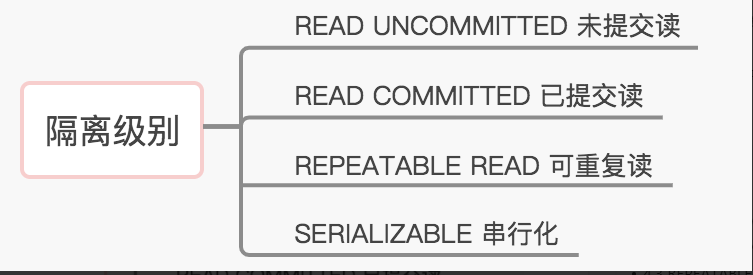 隔离级别
READ UNCOMMITTED 未提交读
READ COMMITTED 已提交读
REPEATABLE READ 可重复读
SERIALIZABLE 串行化